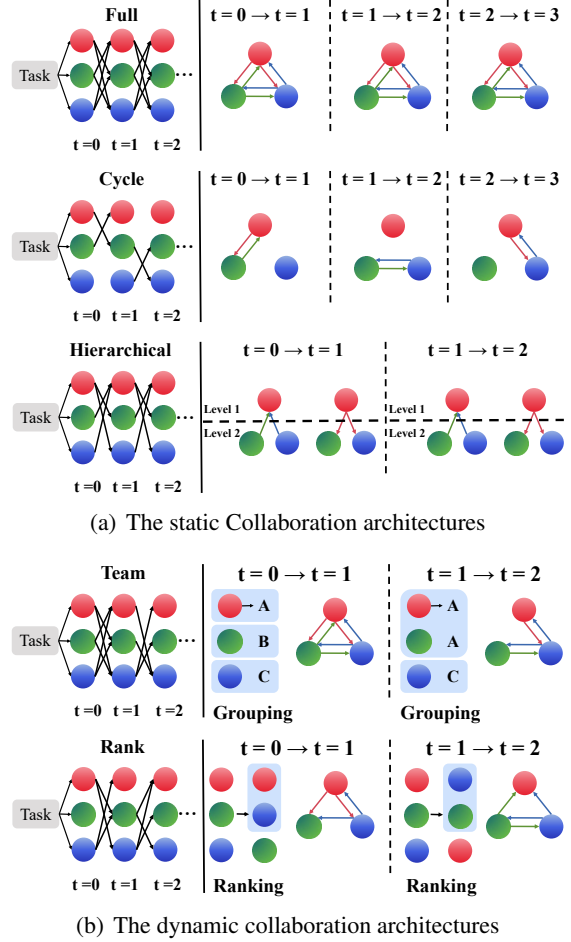 Full
t = 0 → t = 1
t = 1 → t = 2
t = 2 → t = 3
Task
...
t =0 t =1 t =2
Cycle
t = 0 → t = 1
t = 1 → t = 2
t = 2 → t = 3
Task
...
t =0 t =1 t =2
Hierarchical
t = 0 → t = 1
t = 1 → t = 2
Task
...
Level 1
Level 2
Level 1
Level 2
t =0 t =1 t =2
(a) The static Collaboration architectures
Team
t = 0 → t = 1
t = 1 → t = 2
Task
...
A
B
C
A
A
C
t =0 t =1 t =2
Grouping
Grouping
Rank
t = 0 → t = 1
t = 1 → t = 2
Task
...
t =0 t =1 t =2
Ranking
Ranking
(b) The dynamic collaboration architectures